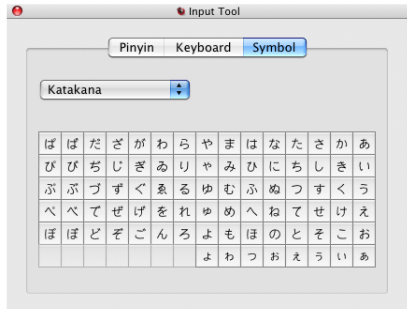 Input Tool
Pinyin Keyboard Symbol
Katakana
ぱ ば だ ざ が わ ら や ま は な た さ か あ
ぴ び ぢ じ ぎ ゐ り ゃ み ひ に ち し き い
ぷ ぶ づ ず ぐ ゑ る ゆ む ふ ぬ つ す く う
ぺ べ で ぜ げ を れ ゅ め へ ね て せ け え
ぽ ぼ ど ぞ ご ん ろ よ も ほ の と そ こ お
ょ ゎ っ ぉ ぇ ぅ ぃ ぁ